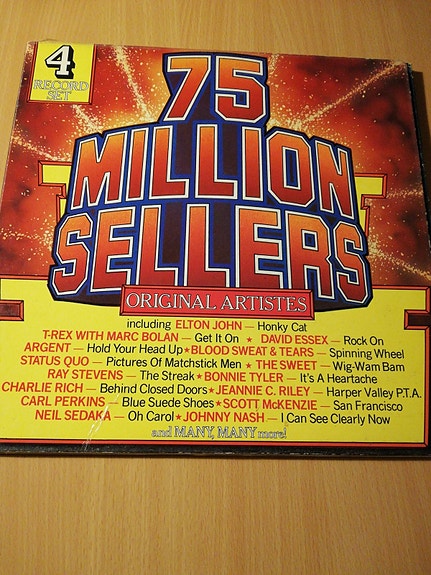 4
RECORD
SET
75
MILLION
SELLERS
ORIGINAL ARTISTES
including ELTON JOHN — Honky Cat
T-REX WITH MARC BOLAN — Get It On ★ DAVID ESSEX — Rock On
ARGENT — Hold Your Head Up ★ BLOOD SWEAT & TEARS — Spinning Wheel
STATUS QUO — Pictures Of Matchstick Men ★ THE SWEET — Wig-Wam Bam
RAY STEVENS — The Streak ★ BONNIE TYLER — It's A Heartache
CHARLIE RICH — Behind Closed Doors ★ JEANNIE C. RILEY — Harper Valley P.T.A.
CARL PERKINS — Blue Suede Shoes ★ SCOTT McKENZIE — San Francisco
NEIL SEDAKA — Oh Carol ★ JOHNNY NASH — I Can See Clearly Now
and MANY, MANY more!